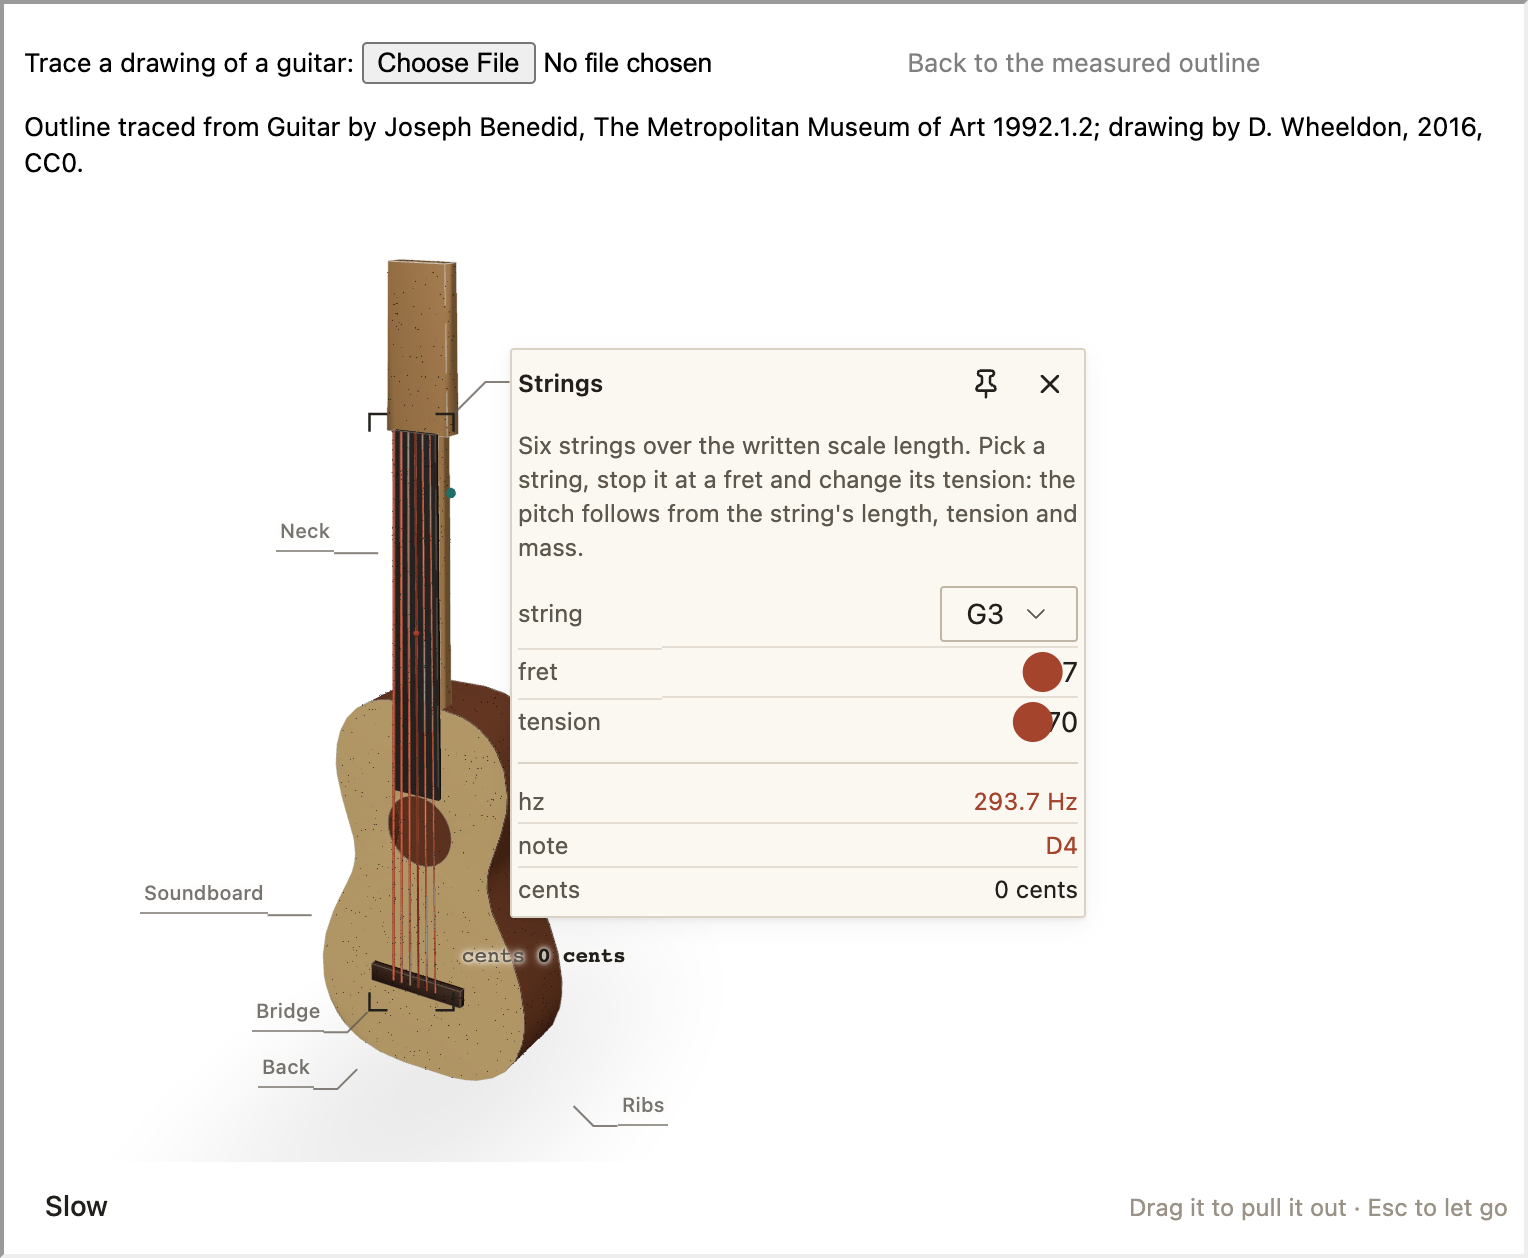 Trace a drawing of a guitar: Choose File No file chosen Back to the measured outline
Outline traced from Guitar by Joseph Benedid, The Metropolitan Museum of Art 1992.1.2; drawing by D. Wheeldon, 2016,
CC0.
Strings
Six strings over the written scale length. Pick a
string, stop it at a fret and change its tension: the
pitch follows from the string's length, tension and
mass.
string G3
fret 7
tension 70
hz 293.7 Hz
note D4
cents 0 cents
Neck
Soundboard
cents 0 cents
Bridge
Back
Ribs
Slow
Drag it to pull it out · Esc to let go